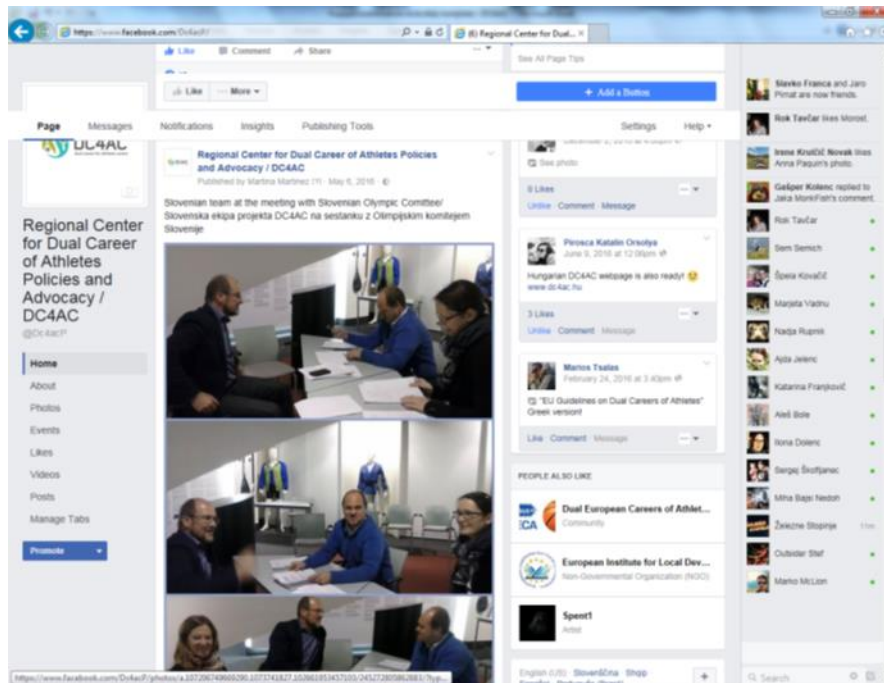 https://www.facebook.com/Dc4acP/
(6) Regional Center for Dual...
Like Comment Share
Like More
See All Page Tips
+ Add a Button
Page Messages Notifications Insights Publishing Tools Settings Help
DC4AC
Regional Center
for Dual Career
of Athletes
Policies and
Advocacy /
DC4AC
@Dc4acP
Home
About
Photos
Events
Likes
Videos
Posts
Manage Tabs
Promote
Regional Center for Dual Career of Athletes Policies
and Advocacy / DC4AC
Published by Martina Martinez [?] · May 6, 2016 ·
Slovenian team at the meeting with Slovenian Olympic Comittee/
Slovenska ekipa projekta DC4AC na sestanku z Olimpijskim komitejem
Slovenije
See photo
0 Likes
Unlike · Comment · Message
Pirosca Katalin Orsolya
June 9, 2016 at 12:06pm
Hungarian DC4AC webpage is also ready!
www.dc4ac.hu
3 Likes
Unlike · Comment · Message
Marios Tsalas
February 24, 2016 at 3:40pm
"EU Guidelines on Dual Careers of Athletes"
Greek version!
Like · Comment · Message
PEOPLE ALSO LIKE
Dual European Careers of Athlet...
Community
European Institute for Local Dev...
Non-Governmental Organization (NGO)
Spent1
Artist
English (US) · Slovenščina · Shqip
Slavko Franca and Jaro
Pirnat are now friends.
Rok Tavčar likes Morost.
Irene Krutčič Novak likes
Anna Paquin's photo.
Gašper Kolenc replied to
Jaka MonkFish's comment.
Rok Tavčar
Sem Semich
Špela Kovačič
Marjeta Vadnu
Nadja Rupnik
Ajda Jelenc
Katarina Franjkovič
Aleš Bole
Ilona Dolenc
Sergej Škofljanec
Miha Bajsi Nedoh
Železne Stopinje
Outsidar Stef
Marko McLion
Search